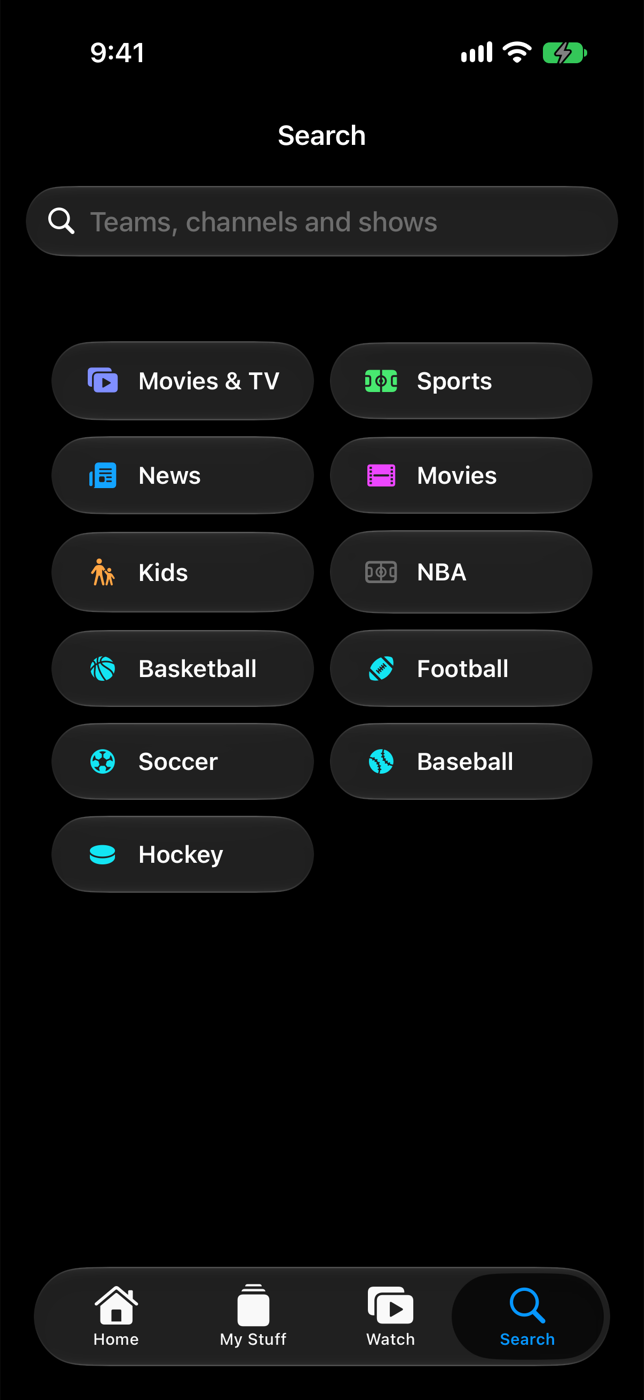 9:41
Search
Teams, channels and shows
Movies & TV
Sports
News
Movies
Kids
NBA
Basketball
Football
Soccer
Baseball
Hockey
Home
My Stuff
Watch
Search